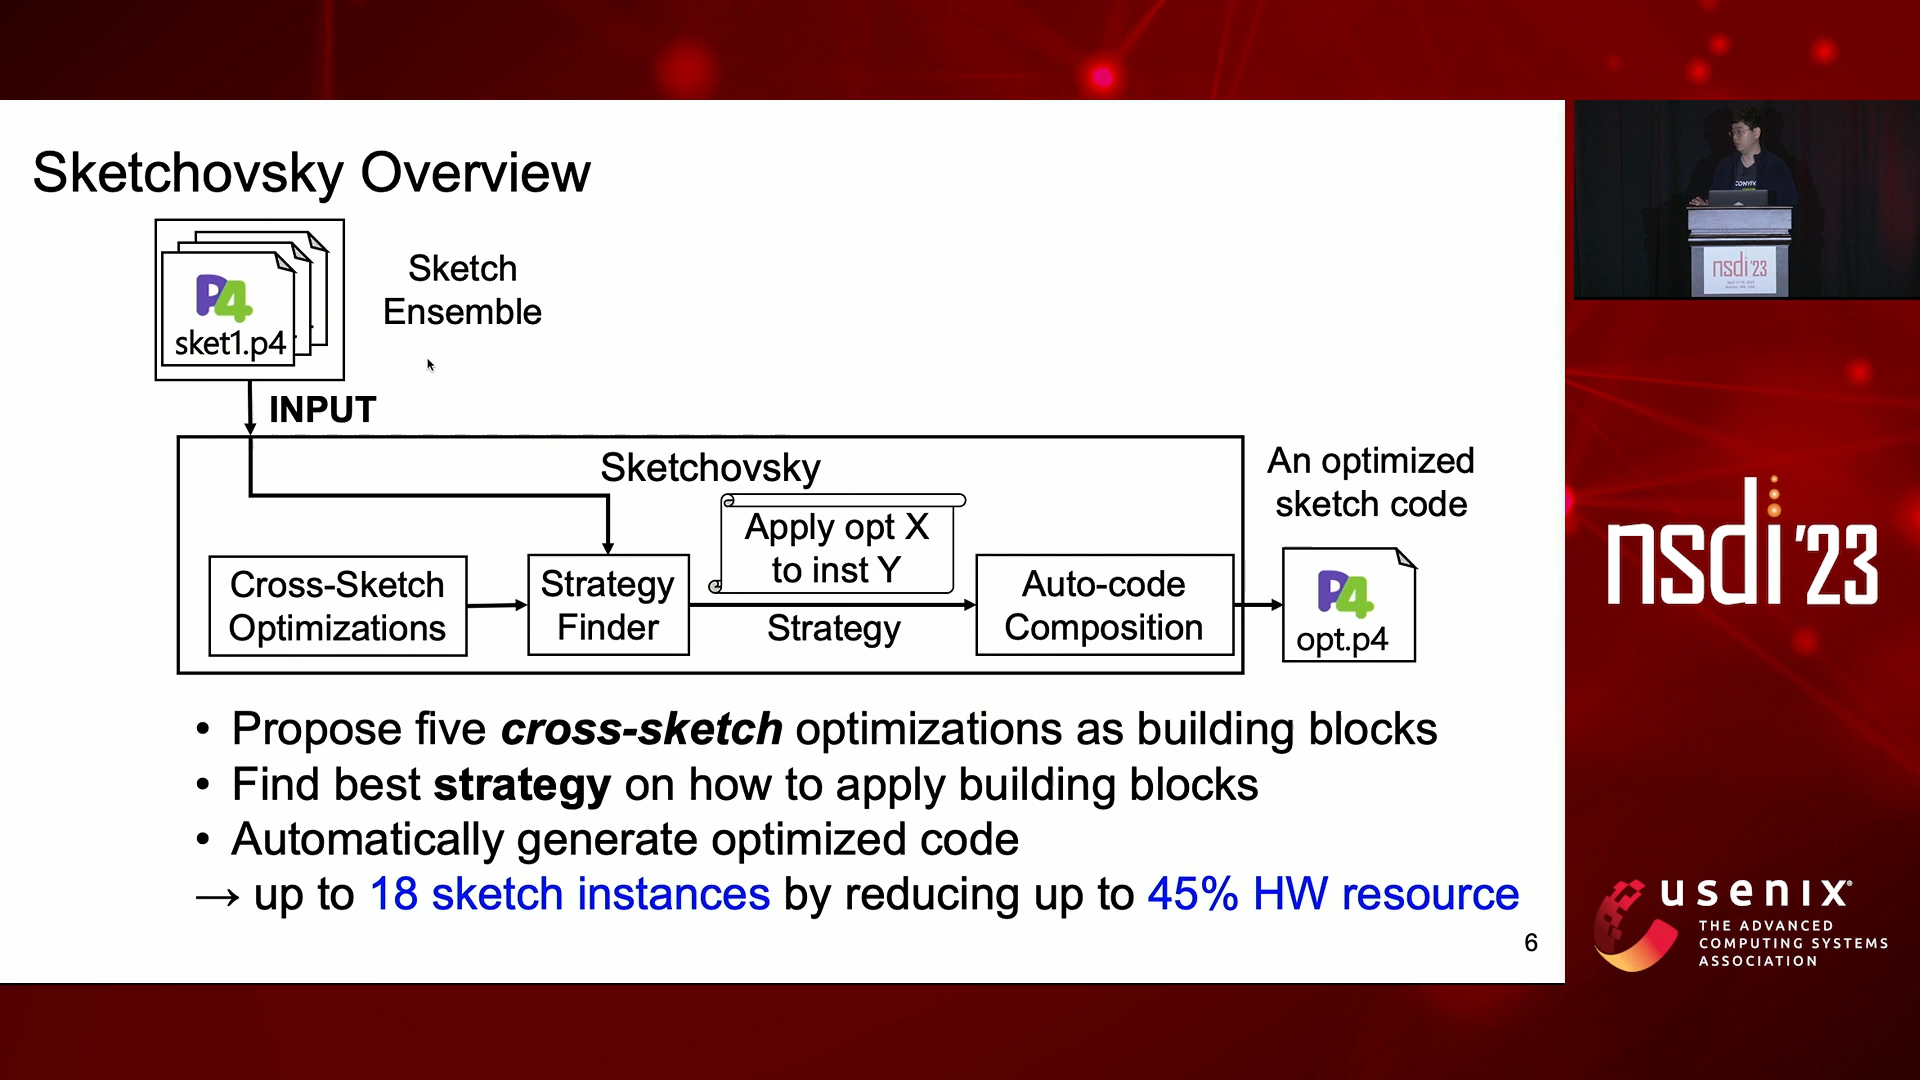 Sketchovsky Overview
P4
sket1.p4
Sketch
Ensemble
INPUT
Sketchovsky
An optimized
sketch code
Apply opt X
to inst Y
Cross-Sketch
Optimizations
Strategy
Finder
Strategy
Auto-code
Composition
P4
opt.p4
• Propose five cross-sketch optimizations as building blocks
• Find best strategy on how to apply building blocks
• Automatically generate optimized code
→ up to 18 sketch instances by reducing up to 45% HW resource
6
nsdi '23
nsdi '23
usenix
THE ADVANCED
COMPUTING SYSTEMS
ASSOCIATION